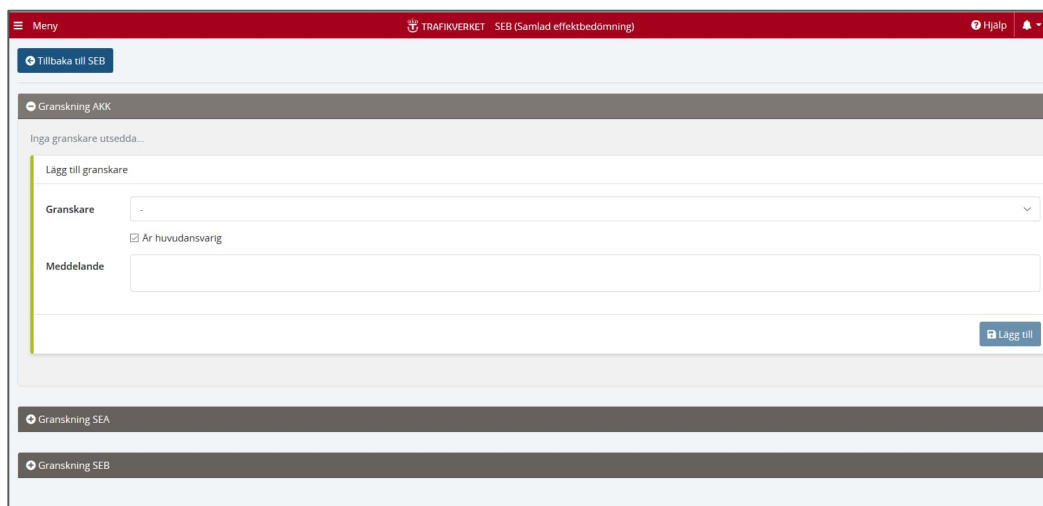 Meny
TRAFIKVERKET SEB (Samlad effektbedömning)
Hjälp
Tillbaka till SEB
Granskning AKK
Inga granskare utsedda...
Lägg till granskare
Granskare
-
Är huvudansvarig
Meddelande
Lägg till
Granskning SEA
Granskning SEB